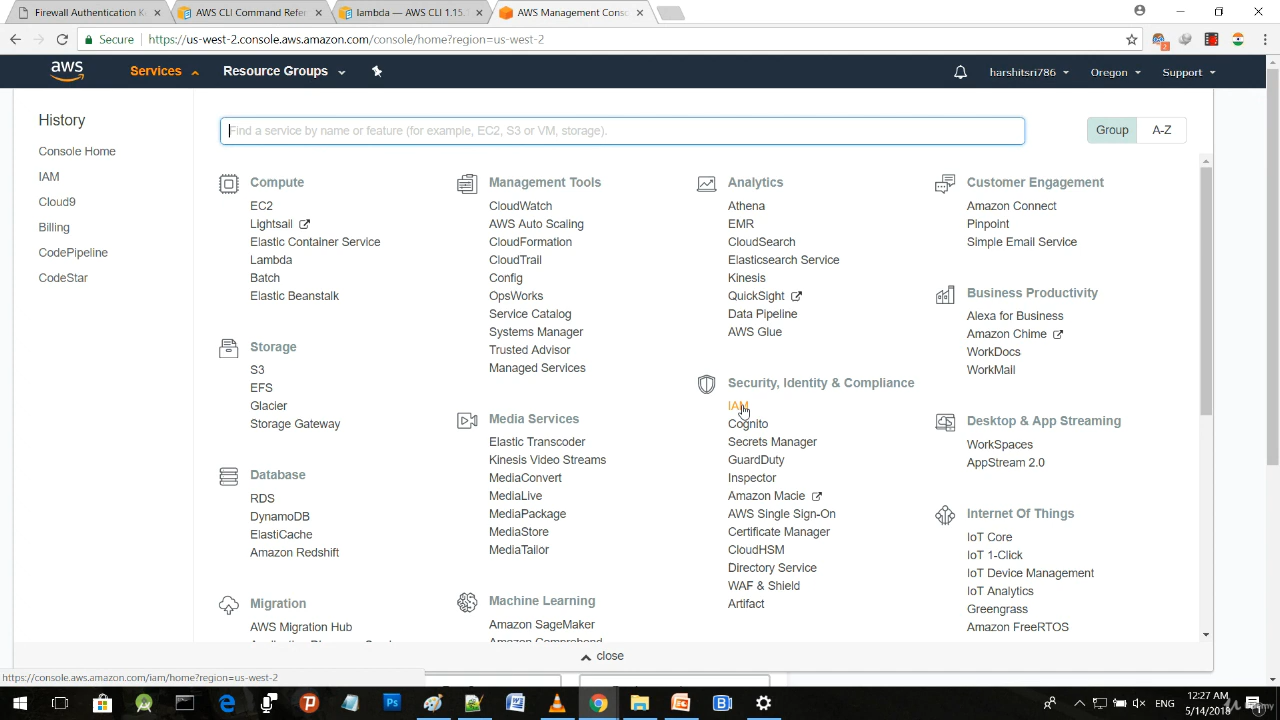 Firewall Authentication K
AWS CLI Command Refer
lambda — AWS CLI 1.15.
AWS Management Consc
Secure
https://us-west-2.console.aws.amazon.com/console/home?region=us-west-2
2
aws
Services
Resource Groups
harshitsri786
Oregon
Support
History
Console Home
IAM
Cloud9
Billing
CodePipeline
CodeStar
Find a service by name or feature (for example, EC2, S3 or VM, storage).
Group
A-Z
Compute
EC2
Lightsail
Elastic Container Service
Lambda
Batch
Elastic Beanstalk
Storage
S3
EFS
Glacier
Storage Gateway
Database
RDS
DynamoDB
ElastiCache
Amazon Redshift
Migration
AWS Migration Hub
Management Tools
CloudWatch
AWS Auto Scaling
CloudFormation
CloudTrail
Config
OpsWorks
Service Catalog
Systems Manager
Trusted Advisor
Managed Services
Media Services
Elastic Transcoder
Kinesis Video Streams
MediaConvert
MediaLive
MediaPackage
MediaStore
MediaTailor
Machine Learning
Amazon SageMaker
Amazon Comprehend
Analytics
Athena
EMR
CloudSearch
Elasticsearch Service
Kinesis
QuickSight
Data Pipeline
AWS Glue
Security, Identity & Compliance
IAM
Cognito
Secrets Manager
GuardDuty
Inspector
Amazon Macie
AWS Single Sign-On
Certificate Manager
CloudHSM
Directory Service
WAF & Shield
Artifact
Customer Engagement
Amazon Connect
Pinpoint
Simple Email Service
Business Productivity
Alexa for Business
Amazon Chime
WorkDocs
WorkMail
Desktop & App Streaming
WorkSpaces
AppStream 2.0
Internet Of Things
IoT Core
IoT 1-Click
IoT Device Management
IoT Analytics
Greengrass
Amazon FreeRTOS
close
https://console.aws.amazon.com/iam/home?region=us-west-2
ENG
12:27 AM
5/14/2018